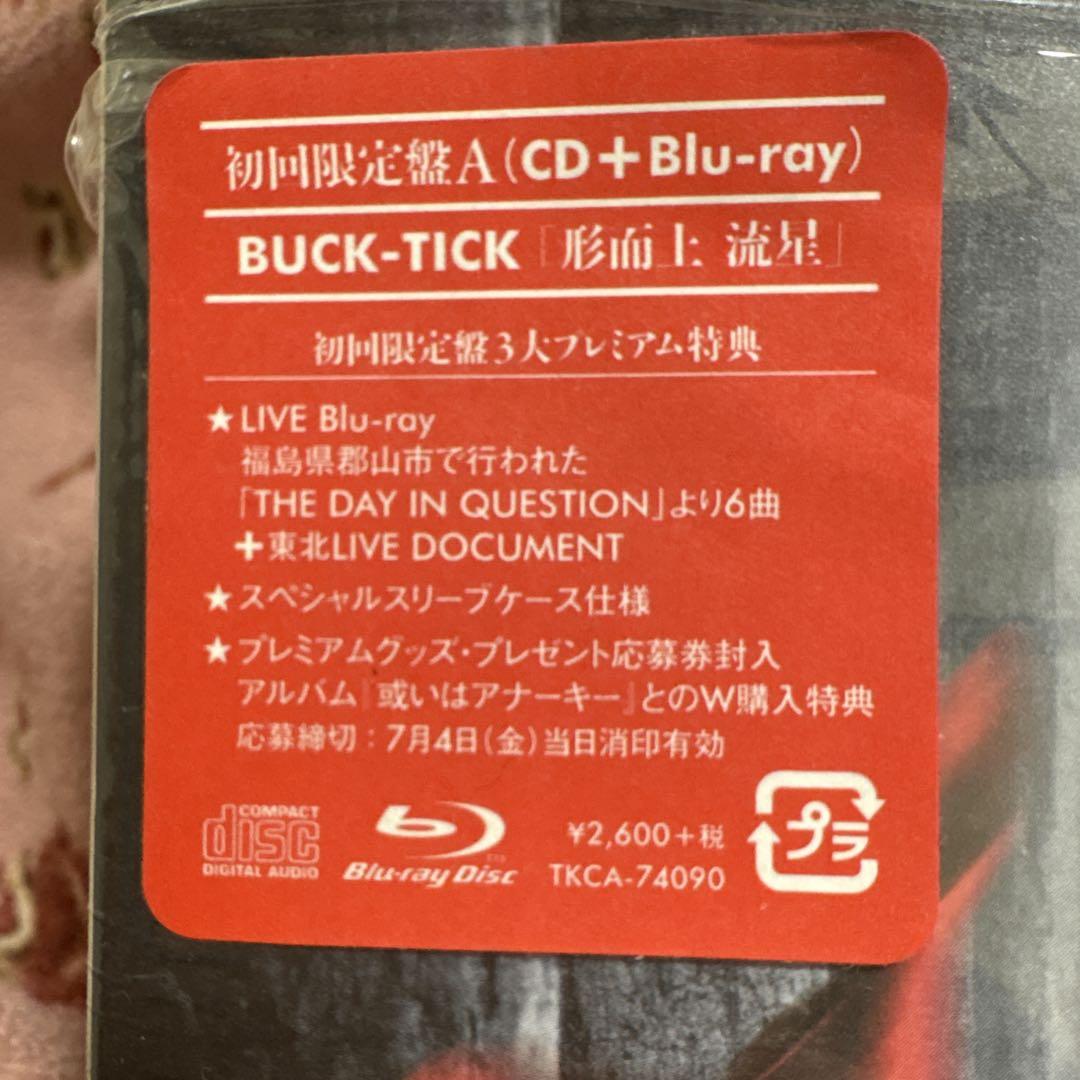 初回限定盤A(CD+Blu-ray)
BUCK-TICK「形而上 流星」
初回限定盤3大プレミアム特典
★LIVE Blu-ray
福島県郡山市で行われた
「THE DAY IN QUESTION」より6曲
+東北LIVE DOCUMENT
★スペシャルスリーブケース仕様
★プレミアムグッズ・プレゼント応募券封入
アルバム『或いはアナーキー』とのW購入特典
応募締切：7月4日(金)当日消印有効
COMPACT
disc
DIGITAL AUDIO
Blu-ray Disc
¥2,600+税
TKCA-74090
プラ